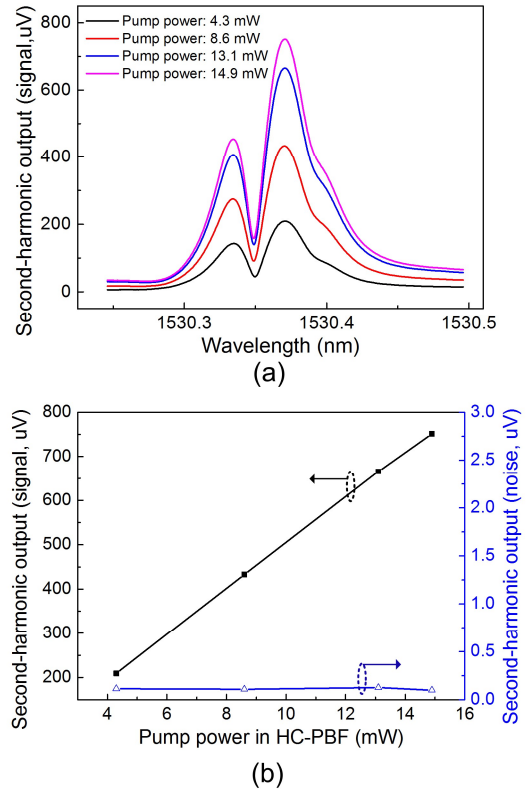 Second-harmonic output (signal,uV)
800
600
400
200
0
Pump power: 4.3 mW
Pump power: 8.6 mW
Pump power: 13.1 mW
Pump power: 14.9 mW
1530.3 1530.4 1530.5
Wavelength (nm)
(a)
Second-harmonic output (signal, uV)
800
700
600
500
400
300
200
3.0
2.5
2.0
1.5
1.0
0.5
0.0
Second-harmonic output (noise, uV)
4 6 8 10 12 14 16
Pump power in HC-PBF (mW)
(b)